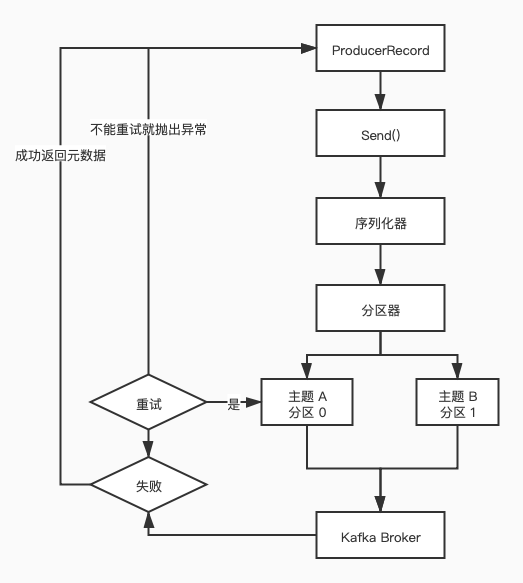 ProducerRecord
不能重试就抛出异常
Send()
成功返回元数据
序列化器
分区器
主题 A
分区 0
主题 B
分区 1
重试
是
失败
Kafka Broker